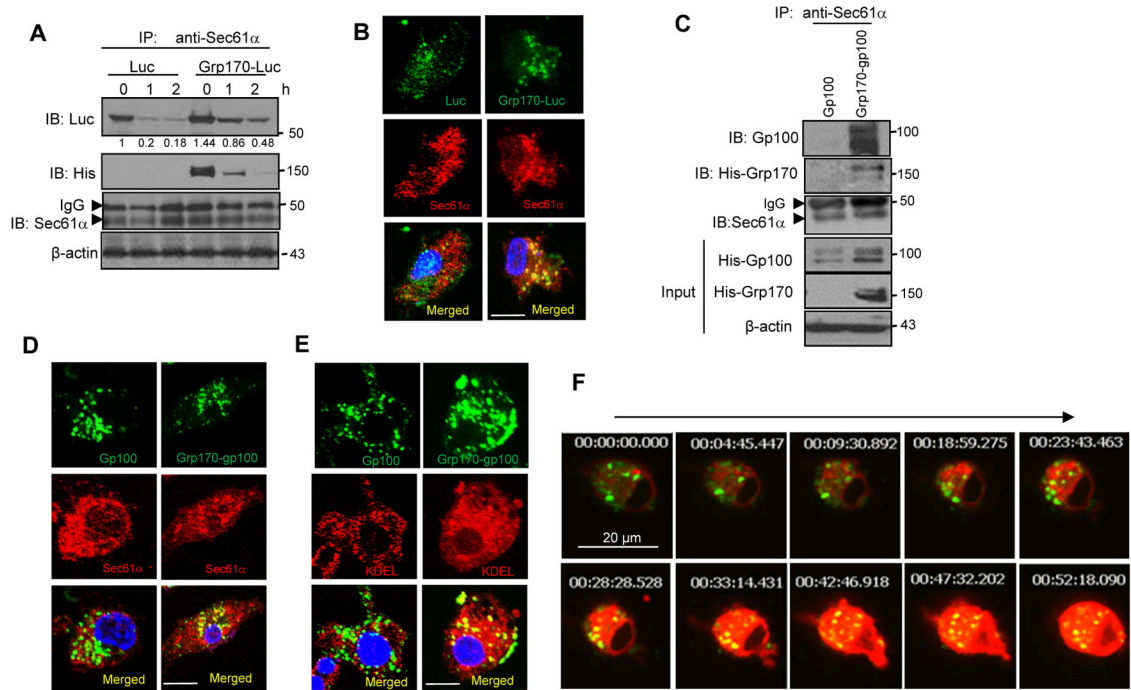 A
IP: anti-Sec61α
Luc Grp170-Luc
0 1 2 0 1 2 h
IB: Luc
50
1 0.2 0.18 1.44 0.86 0.48
IB: His
150
IgG
50
IB: Sec61α
β-actin
43
B
Luc
Grp170-Luc
Sec61α
Sec61α
Merged
Merged
C
IP: anti-Sec61α
Gp100
Grp170-gp100
IB: Gp100
100
IB: His-Grp170
150
IgG
50
IB:Sec61α
His-Gp100
100
Input
His-Grp170
150
β-actin
43
D
Gp100
Grp170-gp100
Sec61α
Sec61α
Merged
Merged
E
Gp100
Grp170-gp100
KDEL
KDEL
Merged
Merged
F
00:00:00.000 00:04:45.447 00:09:30.892 00:18:59.275 00:23:43.463
20 µm
00:28:28.528 00:33:14.431 00:42:46.918 00:47:32.202 00:52:18.090